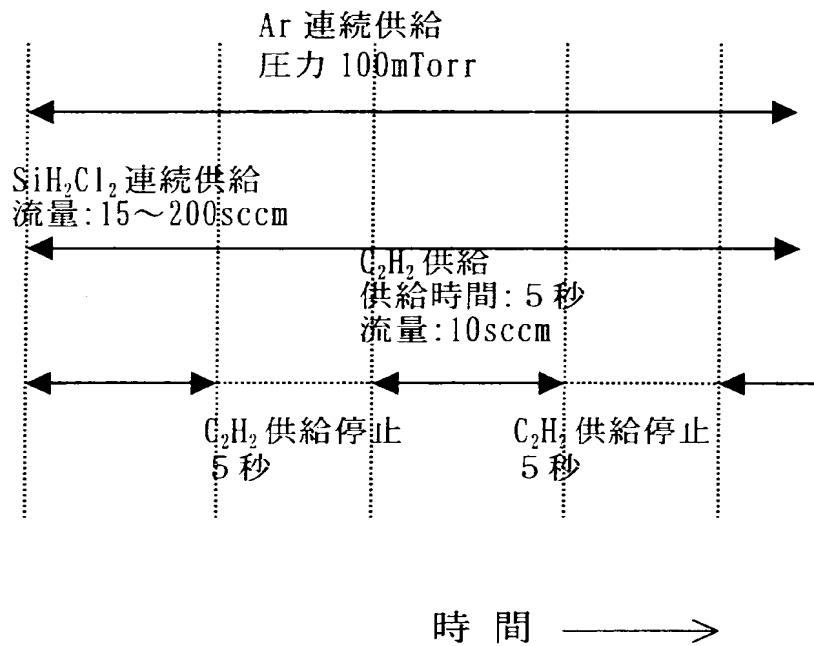 Ar 連続供給
圧力 100mTorr
SiH₂Cl₂ 連続供給
流量:15～200sccm
C₂H₂ 供給
供給時間:５秒
流量:10sccm
C₂H₂ 供給停止
５秒
C₂H₂ 供給停止
５秒
時 間